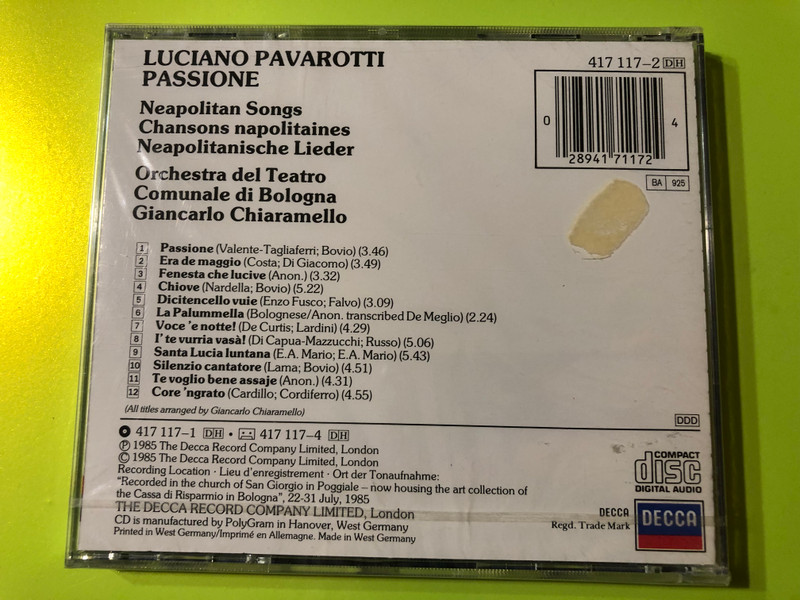 LUCIANO PAVAROTTI
PASSIONE
417 117-2 DH
Neapolitan Songs
Chansons napolitaines
Neapolitanische Lieder
0 28941 71172 4
Orchestra del Teatro
Comunale di Bologna
Giancarlo Chiaramello
BA 925
1 Passione (Valente-Tagliaferri; Bovio) (3.46)
2 Era de maggio (Costa; Di Giacomo) (3.49)
3 Fenesta che lucive (Anon.) (3.32)
4 Chiove (Nardella; Bovio) (5.22)
5 Dicitencello vuie (Enzo Fusco; Falvo) (3.09)
6 La Palummella (Bolognese/Anon. transcribed De Meglio) (2.24)
7 Voce 'e notte! (De Curtis; Lardini) (4.29)
8 I' te vurria vasà! (Di Capua-Mazzucchi; Russo) (5.06)
9 Santa Lucia luntana (E.A. Mario; E.A. Mario) (5.43)
10 Silenzio cantatore (Lama; Bovio) (4.51)
11 Te voglio bene assaje (Anon.) (4.31)
12 Core 'ngrato (Cardillo; Cordiferro) (4.55)
(All titles arranged by Giancarlo Chiaramello)
DDD
417 117-1 DH • 417 117-4 DH
℗ 1985 The Decca Record Company Limited, London
© 1985 The Decca Record Company Limited, London
Recording Location · Lieu d'enregistrement · Ort der Tonaufnahme:
"Recorded in the church of San Giorgio in Poggiale – now housing the art collection of
the Cassa di Risparmio in Bologna", 22-31 July, 1985
THE DECCA RECORD COMPANY LIMITED, London
CD is manufactured by PolyGram in Hanover, West Germany
Printed in West Germany/Imprimé en Allemagne. Made in West Germany
COMPACT
disc
DIGITAL AUDIO
DECCA
Regd. Trade Mark
DECCA